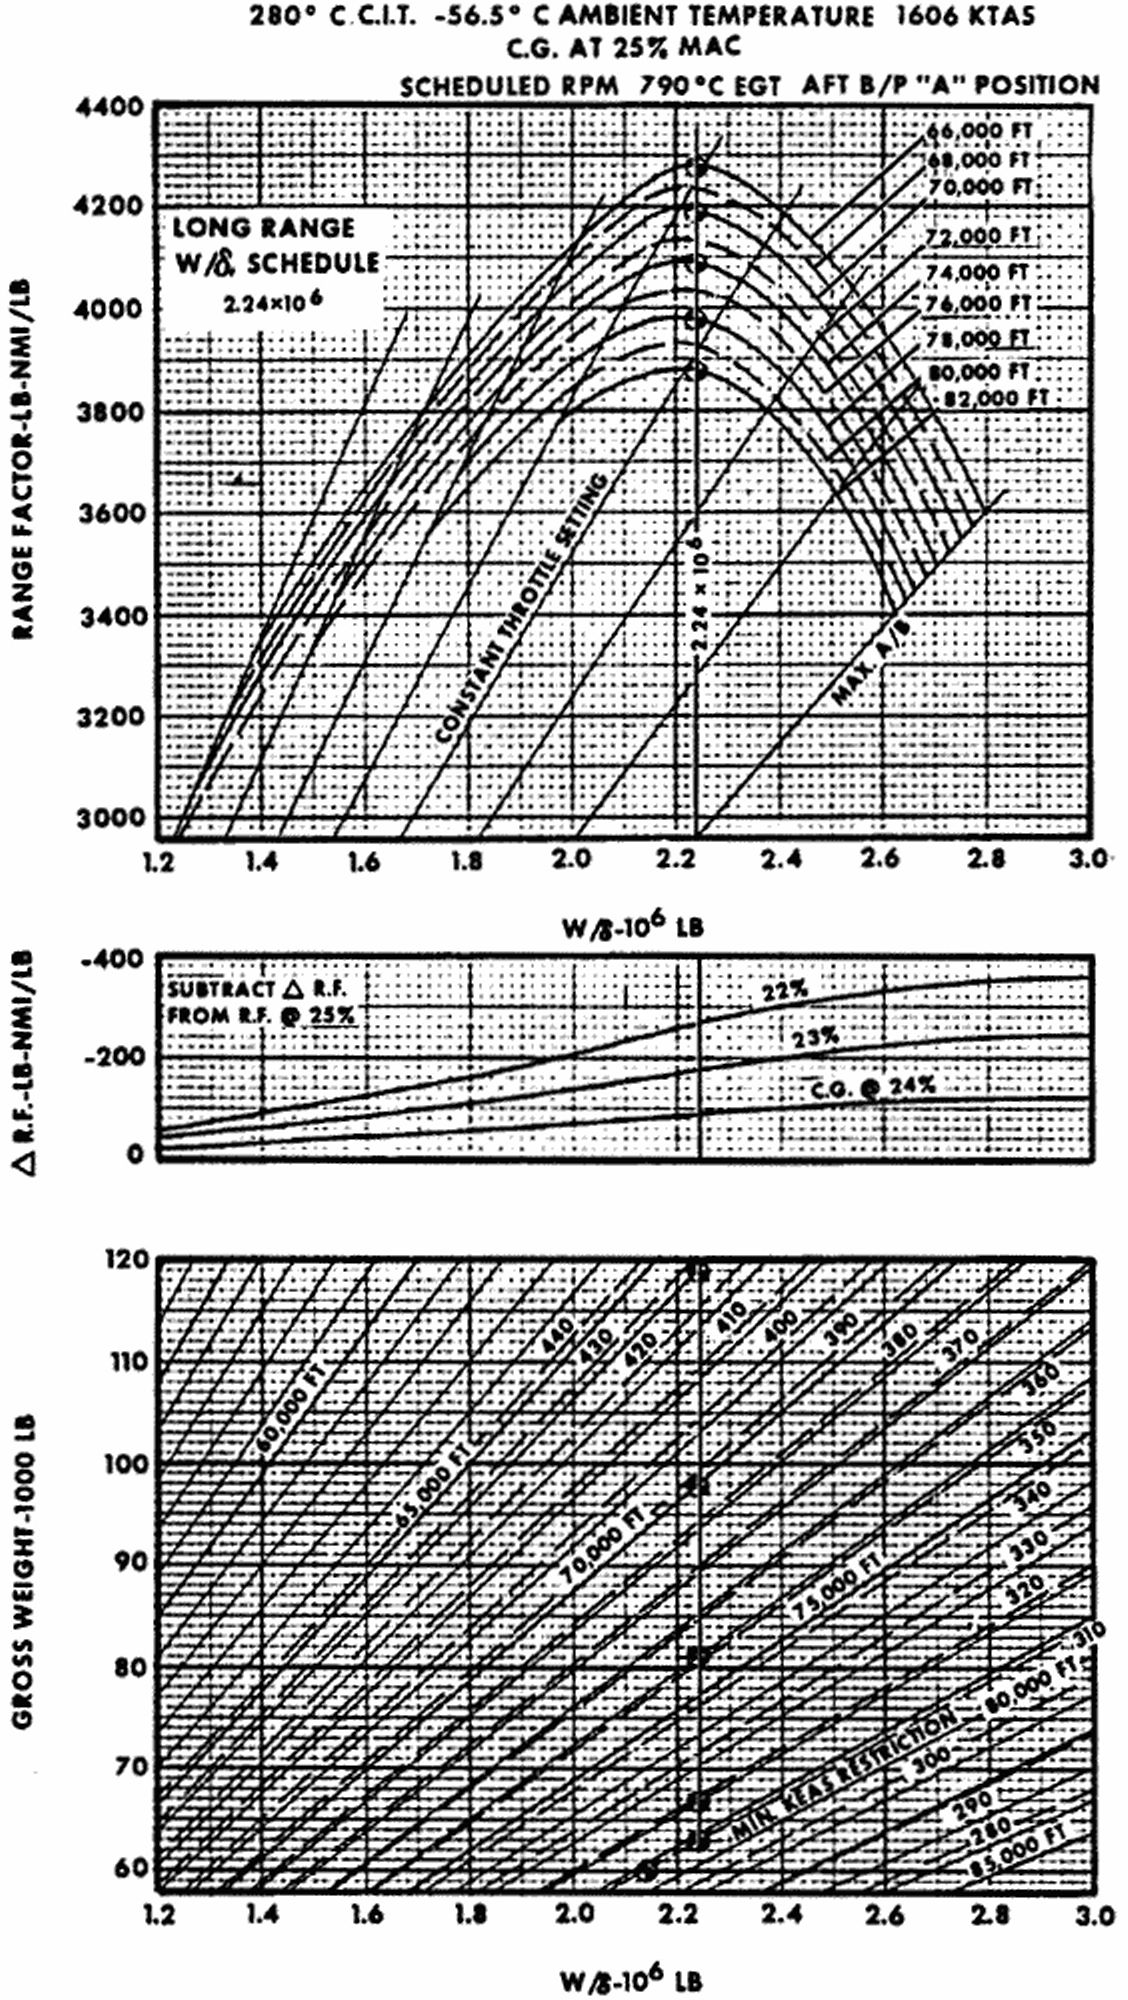 280° C C.I.T. -56.5° C AMBIENT TEMPERATURE 1606 KTAS
C.G. AT 25% MAC
SCHEDULED RPM 790°C EGT AFT B/P "A" POSITION
RANGE FACTOR-LB-NMI/LB
4400
4200
4000
3800
3600
3400
3200
3000
LONG RANGE
W/δ, SCHEDULE
2.24×10⁶
66,000 FT
68,000 FT
70,000 FT
72,000 FT
74,000 FT
76,000 FT
78,000 FT
80,000 FT
82,000 FT
CONSTANT THROTTLE SETTING
2.24 × 10⁶
MAX. A/B
1.2 1.4 1.6 1.8 2.0 2.2 2.4 2.6 2.8 3.0
W/δ-10⁶ LB
△ R.F.-LB-NMI/LB
-400
-200
0
SUBTRACT △ R.F.
FROM R.F. @ 25%
22%
23%
C.G. @ 24%
GROSS WEIGHT-1000 LB
120
110
100
90
80
70
60
60,000 FT
65,000 FT
70,000 FT
75,000 FT
80,000 FT
85,000 FT
440
430
420
410
400
390
380
370
360
350
340
330
320
310
MIN. KEAS RESTRICTION
300
290
280
1.2 1.4 1.6 1.8 2.0 2.2 2.4 2.6 2.8 3.0
W/δ-10⁶ LB